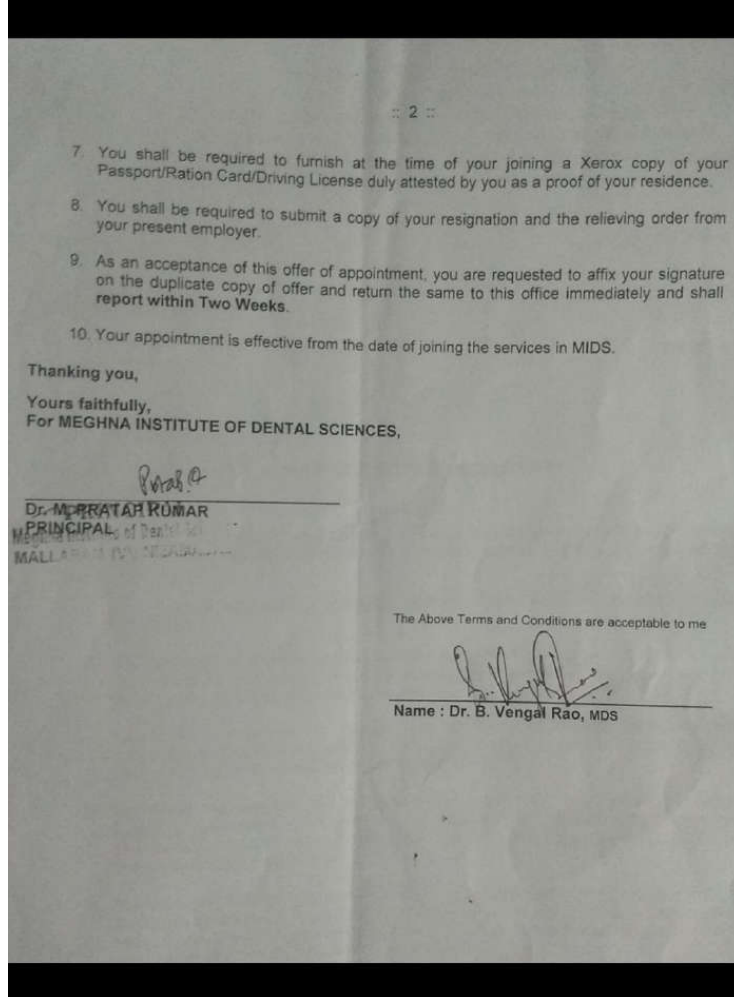 :: 2 ::
7. You shall be required to furnish at the time of your joining a Xerox copy of your
Passport/Ration Card/Driving License duly attested by you as a proof of your residence.
8. You shall be required to submit a copy of your resignation and the relieving order from
your present employer.
9. As an acceptance of this offer of appointment, you are requested to affix your signature
on the duplicate copy of offer and return the same to this office immediately and shall
report within Two Weeks.
10. Your appointment is effective from the date of joining the services in MIDS.
Thanking you,
Yours faithfully,
For MEGHNA INSTITUTE OF DENTAL SCIENCES,
Dr. M. PRATAP KUMAR
PRINCIPAL
The Above Terms and Conditions are acceptable to me
Name : Dr. B. Vengal Rao, MDS